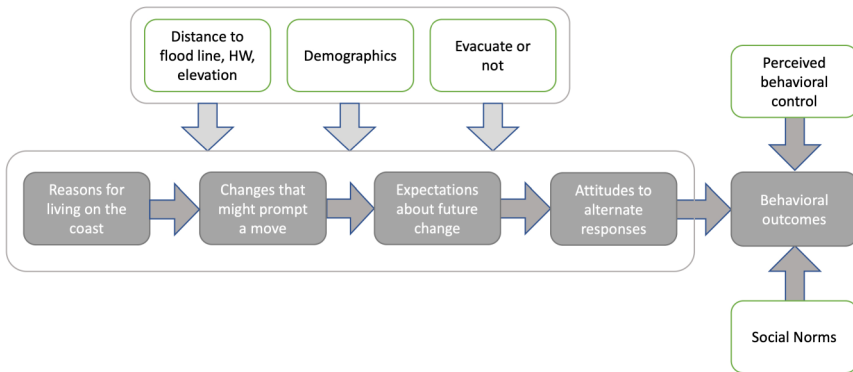 Distance to
flood line, HW,
elevation
Demographics
Evacuate or
not
Perceived
behavioral
control
Reasons for
living on the
coast
Changes that
might prompt
a move
Expectations
about future
change
Attitudes to
alternate
responses
Behavioral
outcomes
Social Norms